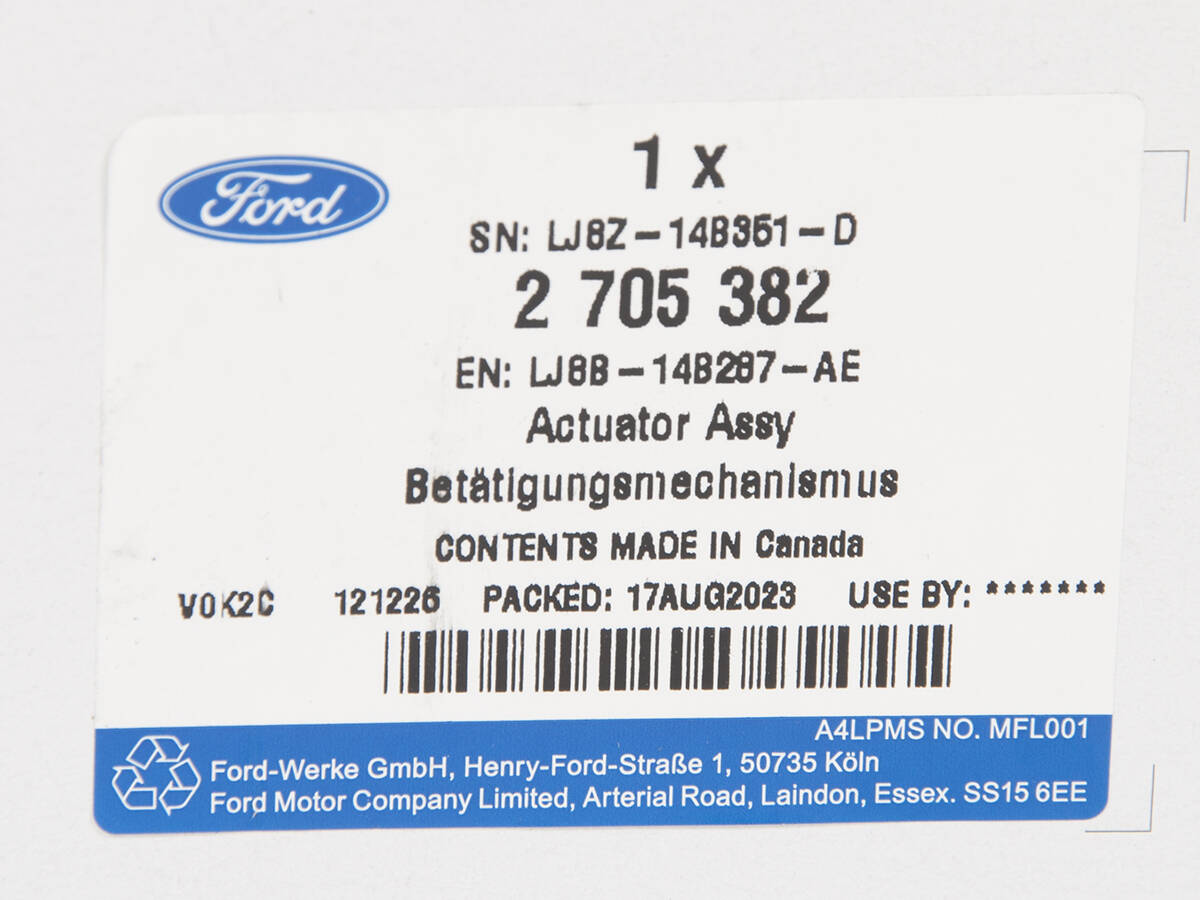 Ford
1 x
SN: LJ8Z-14B351-D
2 705 382
EN: LJ8B-14B287-AE
Actuator Assy
Betätigungsmechanismus
CONTENTS MADE IN Canada
V0K2C 121226 PACKED: 17AUG2023 USE BY: *******
A4LPMS NO. MFL001
Ford-Werke GmbH, Henry-Ford-Straße 1, 50735 Köln
Ford Motor Company Limited, Arterial Road, Laindon, Essex. SS15 6EE